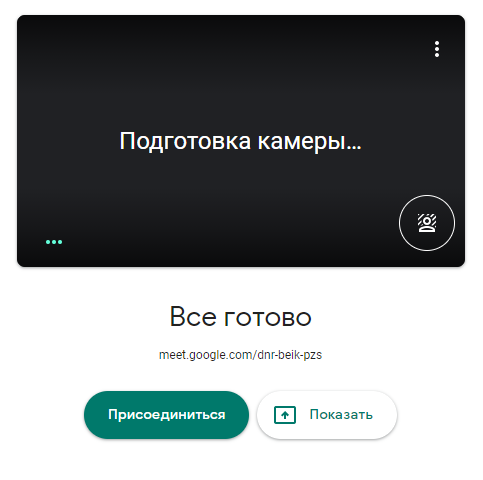 Подготовка камеры…
Все готово
meet.google.com/dnr-beik-pzs
Присоединиться
Показать